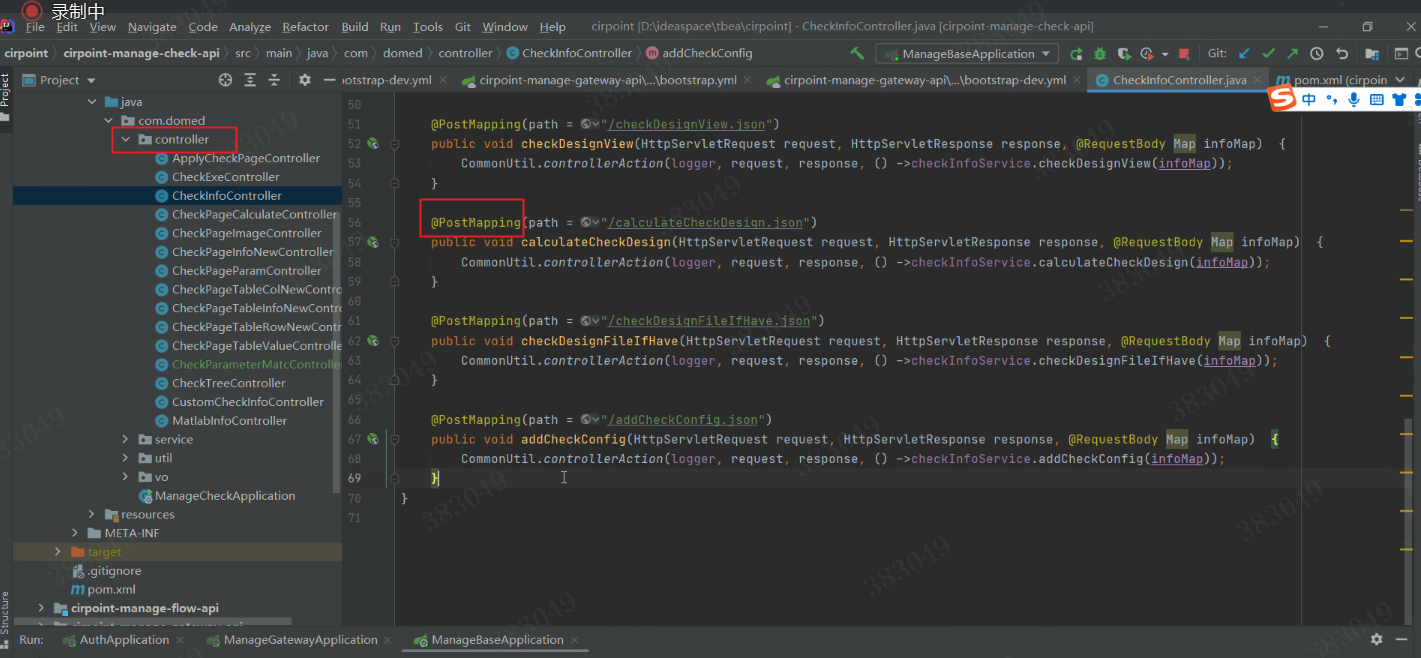 录制中
File Edit View Navigate Code Analyze Refactor Build Run Tools Git Window Help cirpoint [D:\ideaspace\tbea\cirpoint] - CheckInfoController.java [cirpoint-manage-check-api]
cirpoint cirpoint-manage-check-api src main java com domed controller CheckInfoController addCheckConfig ManageBaseApplication Git:
Project Project ootstrap-dev.yml cirpoint-manage-gateway-api\...\bootstrap.yml cirpoint-manage-gateway-api\...\bootstrap-dev.yml CheckInfoController.java pom.xml (cirpoin
中
java
com.domed
controller
ApplyCheckPageController
CheckExeController
CheckInfoController
CheckPageCalculateController
CheckPageImageController
CheckPageInfoNewController
CheckPageParamController
CheckPageTableColNewContro
CheckPageTableInfoNewContro
CheckPageTableRowNewContr
CheckPageTableValueControlle
CheckParameterMatcControlle
CheckTreeController
CustomCheckInfoController
MatlabInfoController
service
util
vo
ManageCheckApplication
resources
META-INF
target
.gitignore
pom.xml
cirpoint-manage-flow-api
50
51 @PostMapping(path = "/checkDesignView.json")
52 public void checkDesignView(HttpServletRequest request, HttpServletResponse response, @RequestBody Map infoMap) {
53 CommonUtil.controllerAction(logger, request, response, () ->checkInfoService.checkDesignView(infoMap));
54 }
55
56 @PostMapping(path = "/calculateCheckDesign.json")
57 public void calculateCheckDesign(HttpServletRequest request, HttpServletResponse response, @RequestBody Map infoMap) {
58 CommonUtil.controllerAction(logger, request, response, () ->checkInfoService.calculateCheckDesign(infoMap));
59 }
60
61 @PostMapping(path = "/checkDesignFileIfHave.json")
62 public void checkDesignFileIfHave(HttpServletRequest request, HttpServletResponse response, @RequestBody Map infoMap) {
63 CommonUtil.controllerAction(logger, request, response, () ->checkInfoService.checkDesignFileIfHave(infoMap));
64 }
65
66 @PostMapping(path = "/addCheckConfig.json")
67 public void addCheckConfig(HttpServletRequest request, HttpServletResponse response, @RequestBody Map infoMap) {
68 CommonUtil.controllerAction(logger, request, response, () ->checkInfoService.addCheckConfig(infoMap));
69 }
70 }
71
Structure
Run: AuthApplication ManageGatewayApplication ManageBaseApplication
383049